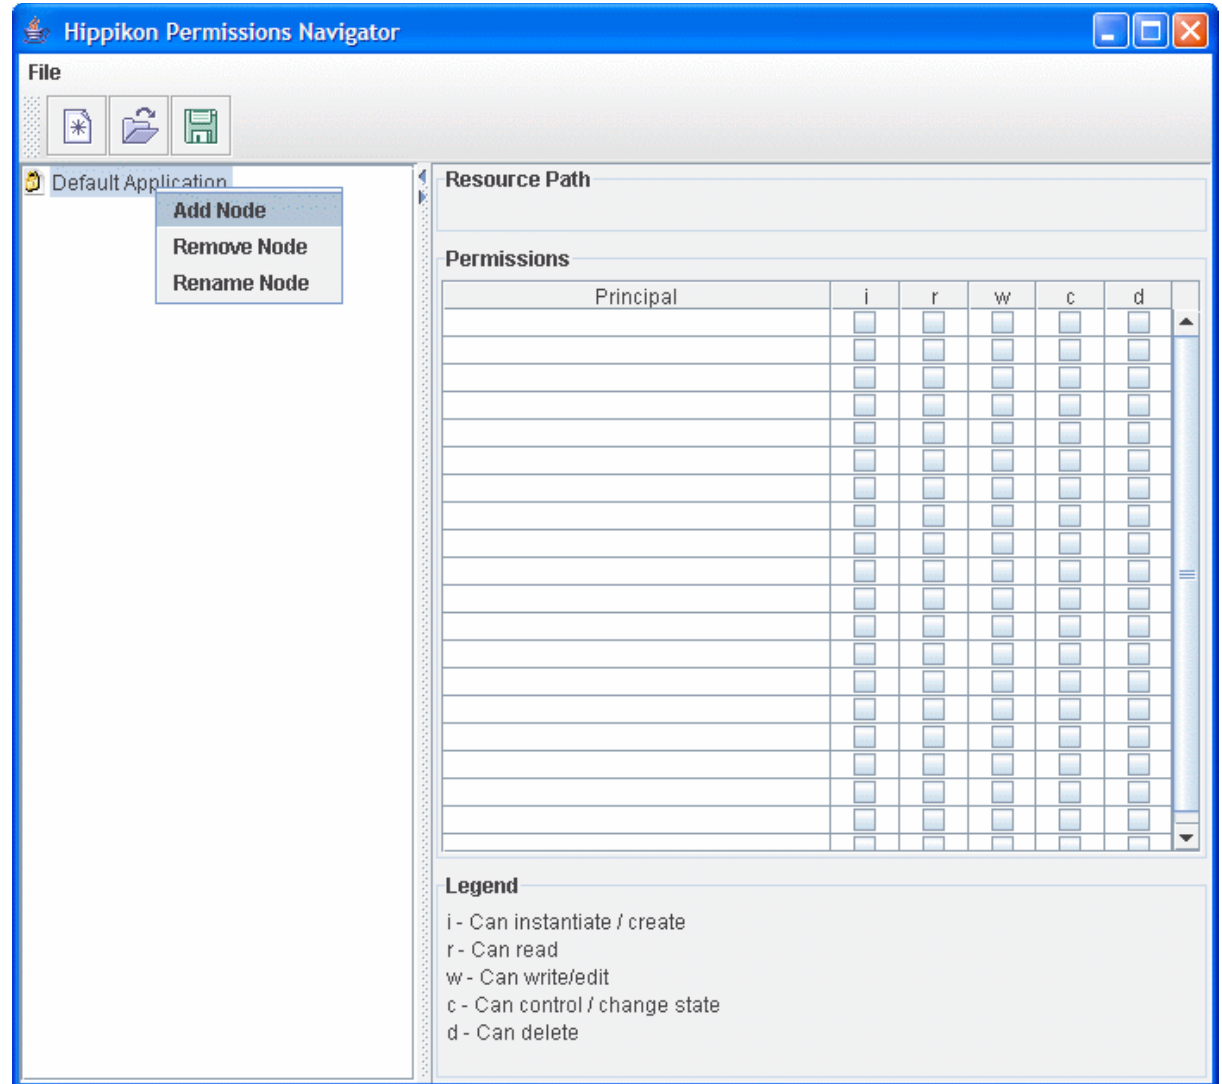 Hippikon Permissions Navigator
File
Default Application
Add Node
Remove Node
Rename Node
Resource Path
Permissions
Principal i r w c d
Legend
i - Can instantiate / create
r - Can read
w - Can write/edit
c - Can control / change state
d - Can delete